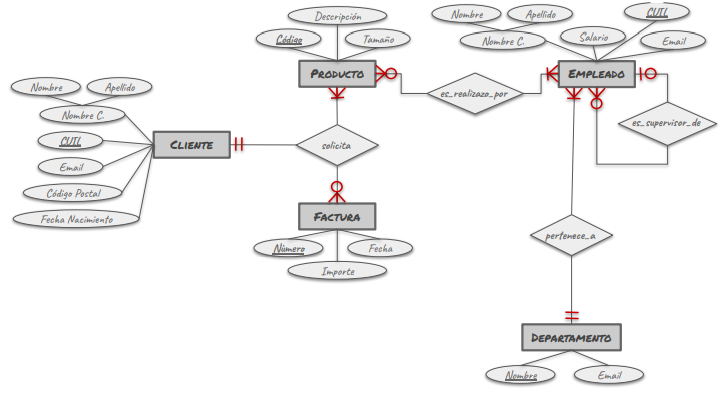 Descripción
Código
Tamaño
Producto
Nombre
Apellido
Nombre C.
CUIL
Salario
Email
Empleado
es_realizazo_por
es_supervisor_de
Nombre
Apellido
Nombre C.
CUIL
Email
Código Postal
Fecha Nacimiento
Cliente
solicita
Factura
Número
Fecha
Importe
pertenece_a
Departamento
Nombre
Email